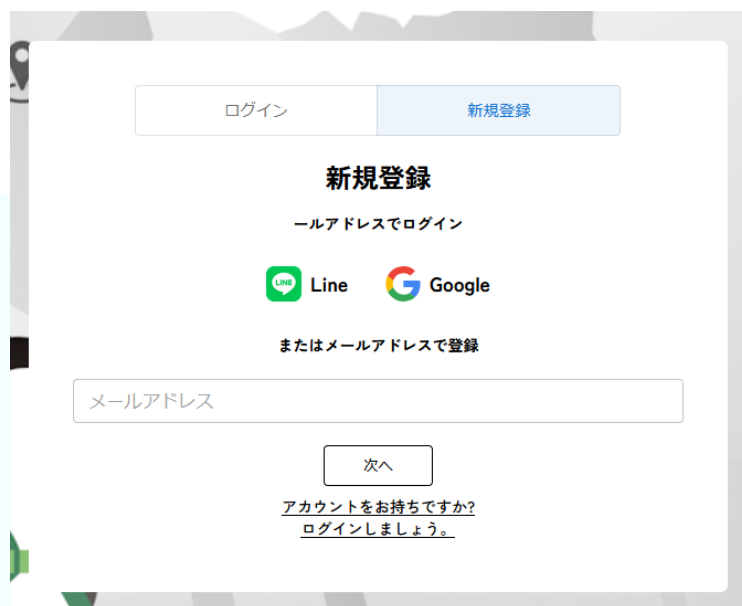 ログイン
新規登録
新規登録
ールアドレスでログイン
LINE Line
Google
またはメールアドレスで登録
メールアドレス
次へ
アカウントをお持ちですか?
ログインしましょう。